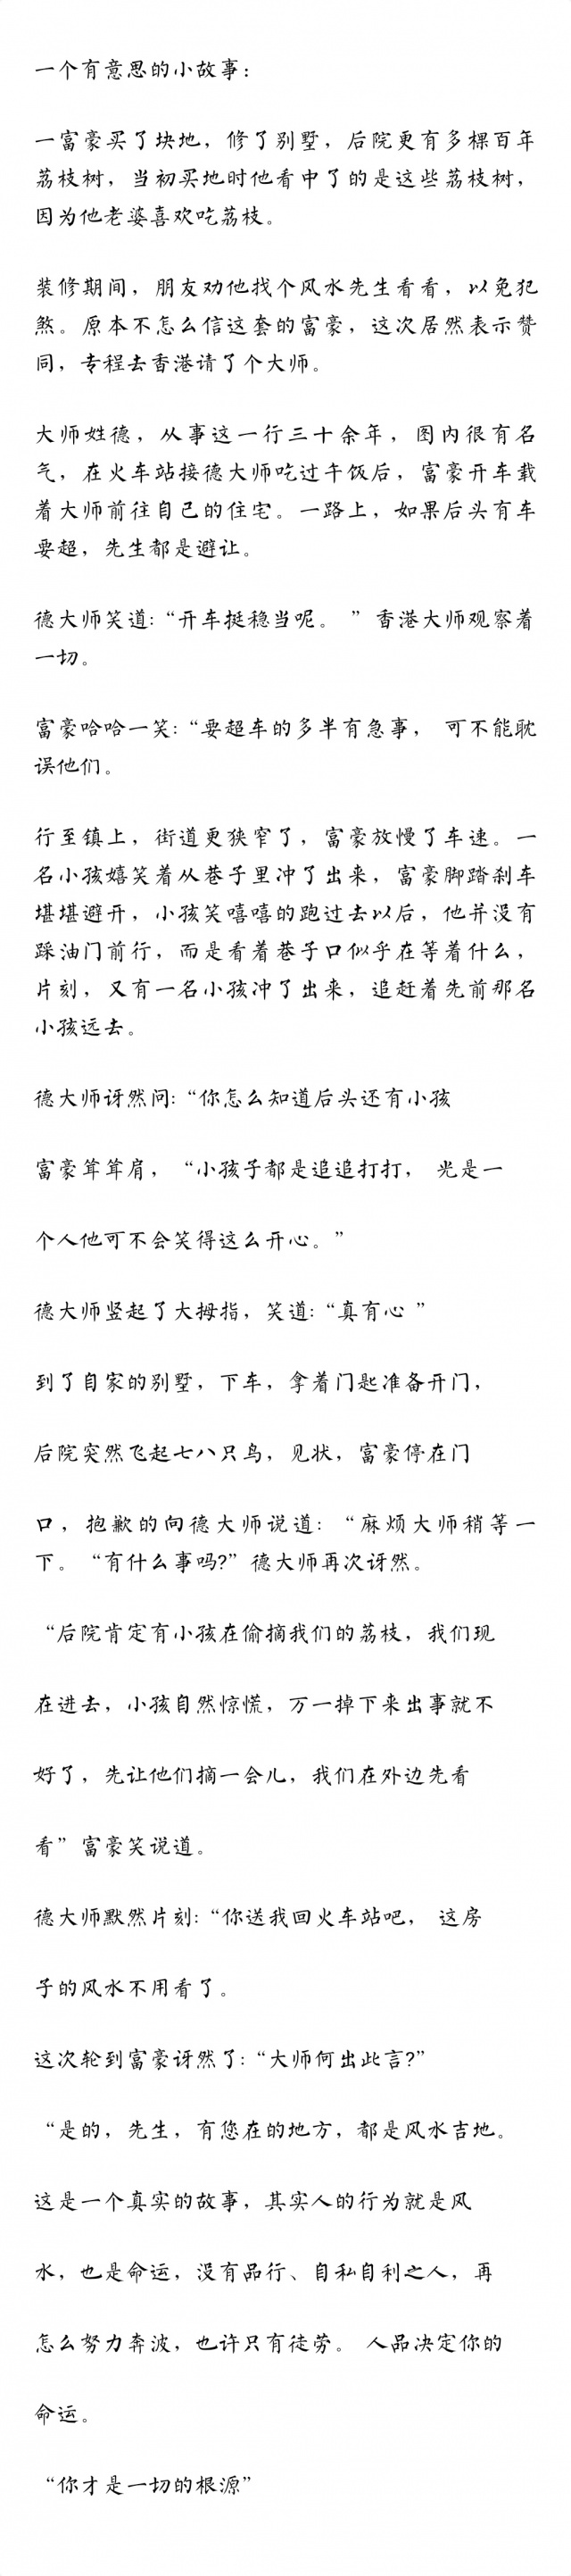 一个有意思的小故事:
一富豪买了块地，修了别墅，后院更有多棵百年
荔枝树，当初买地时他看中了的是这些荔枝树，
因为他老婆喜欢吃荔枝。
装修期间，朋友劝他找个风水先生看看，以免犯
煞。原本不怎么信这套的富豪，这次居然表示赞
同，专程去香港请了个大师。
大师姓德，从事这一行三十余年，图内很有名
气，在火车站接德大师吃过午饭后，富豪开车载
着大师前往自己的住宅。一路上，如果后头有车
要超，先生都是避让。
德大师笑道:“开车挺稳当呢。 ”香港大师观察着
一切。
富豪哈哈一笑:“要超车的多半有急事， 可不能耽
误他们。
行至镇上，街道更狭窄了，富豪放慢了车速。一
名小孩嬉笑着从巷子里冲了出来，富豪脚踏刹车
堪堪避开，小孩笑嘻嘻的跑过去以后，他并没有
踩油门前行，而是看着巷子口似乎在等着什么，
片刻，又有一名小孩冲了出来，追赶着先前那名
小孩远去。
德大师讶然问:“你怎么知道后头还有小孩
富豪耸耸肩，“小孩子都是追追打打， 光是一
个人他可不会笑得这么开心。”
德大师竖起了大拇指，笑道:“真有心 ”
到了自家的别墅，下车，拿着门匙准备开门，
后院突然飞起七八只鸟，见状，富豪停在门
口，抱歉的向德大师说道:“麻烦大师稍等一
下。“有什么事吗?”德大师再次讶然。
“后院肯定有小孩在偷摘我们的荔枝，我们现
在进去，小孩自然惊慌，万一掉下来出事就不
好了，先让他们摘一会儿，我们在外边先看
看”富豪笑说道。
德大师默然片刻:“你送我回火车站吧， 这房
子的风水不用看了。
这次轮到富豪讶然了:“大师何出此言?”
“是的，先生，有您在的地方，都是风水吉地。
这是一个真实的故事，其实人的行为就是风
水，也是命运，没有品行、自私自利之人，再
怎么努力奔波，也许只有徒劳。 人品决定你的
命运。
“你才是一切的根源”